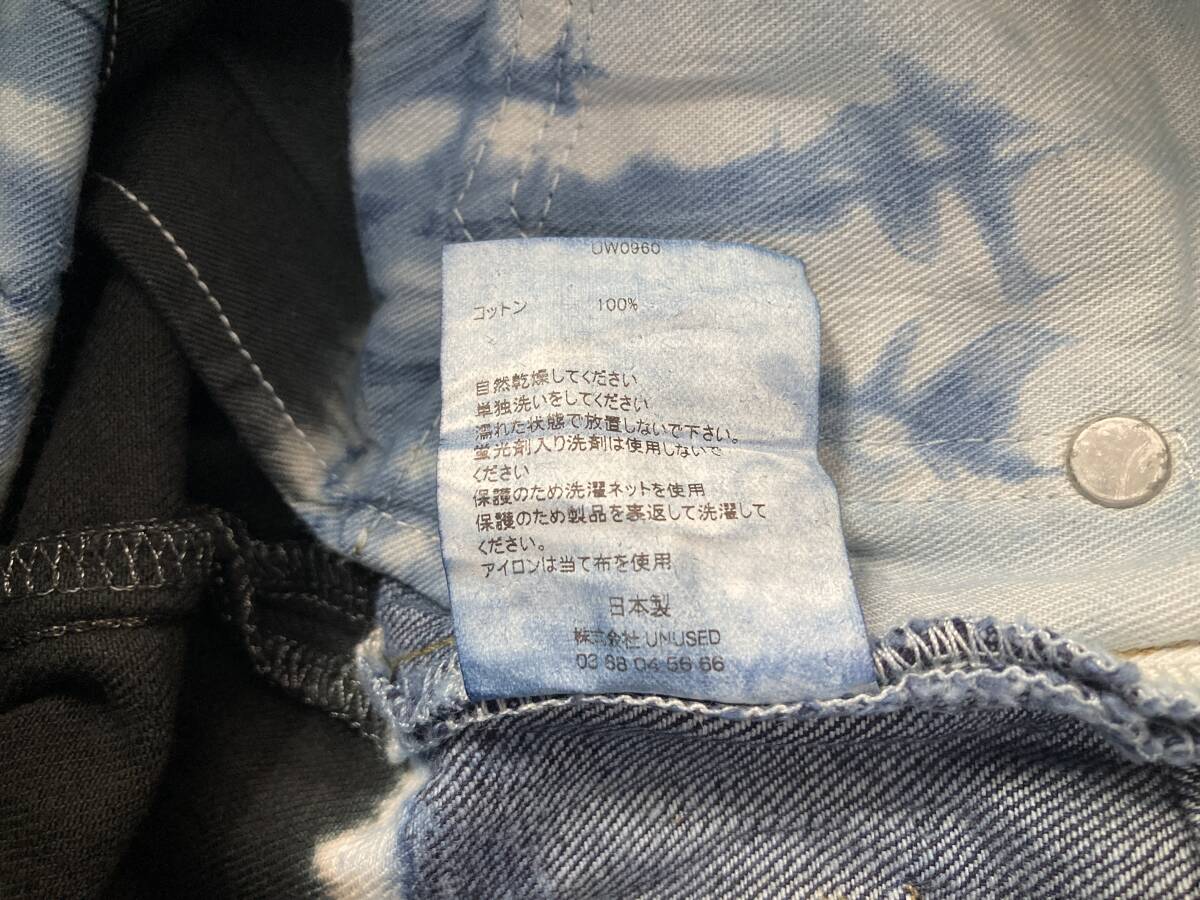 UW0960
コットン 100%
自然乾燥してください
単独洗いをしてください
濡れた状態で放置しないで下さい。
蛍光剤入り洗剤は使用しないで
ください
保護のため洗濯ネットを使用
保護のため製品を裏返して洗濯して
ください。
アイロンは当て布を使用
日本製
株式会社 UNUSED
03 68 04 56 66